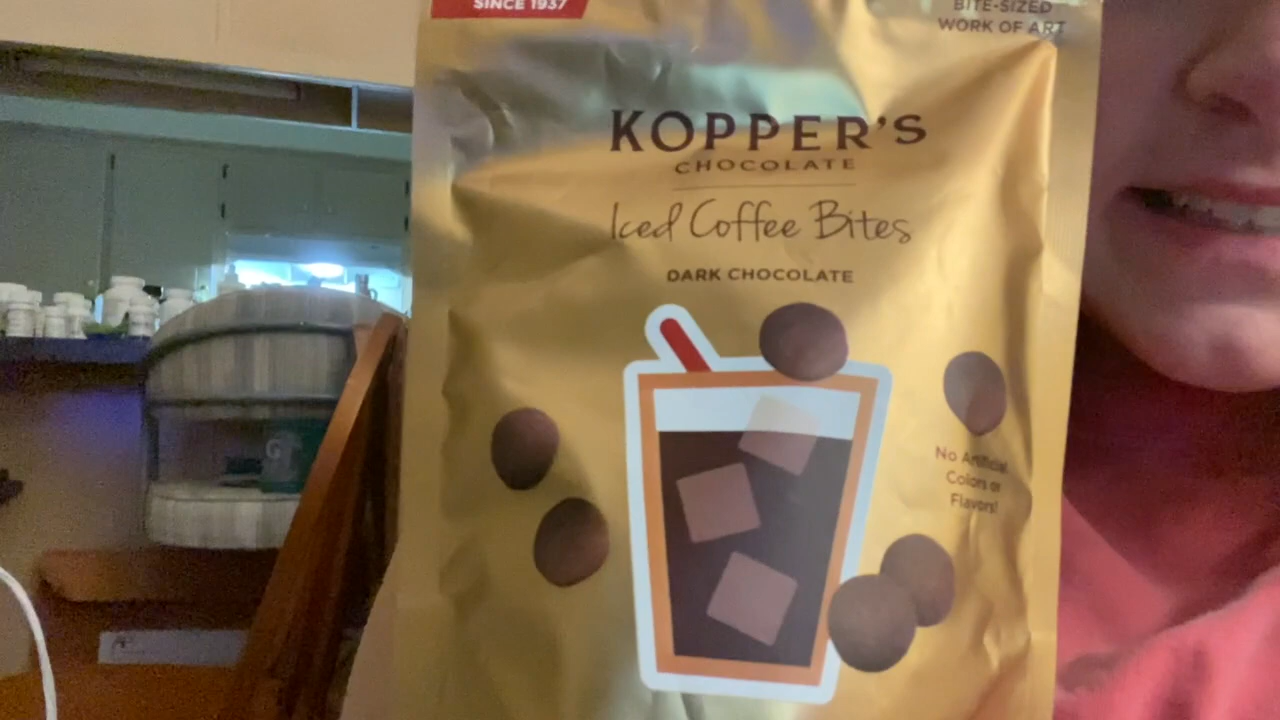 SINCE 1937
BITE-SIZED
WORK OF ART
KOPPER'S
CHOCOLATE
Iced Coffee Bites
DARK CHOCOLATE
No Artificial
Colors or
Flavors!
G